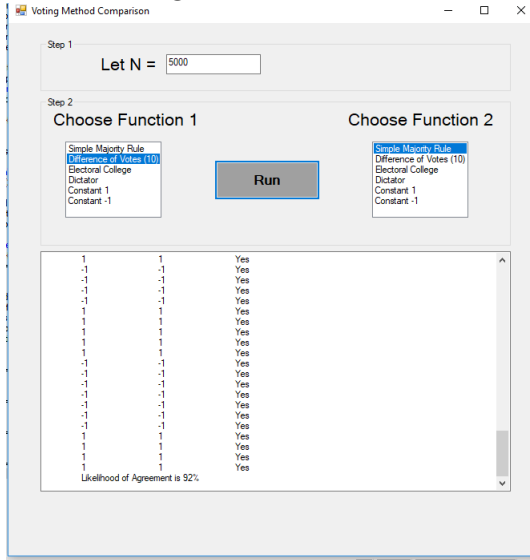 Voting Method Comparison
Step 1
Let N = 5000
Step 2
Choose Function 1
Choose Function 2
Simple Majority Rule
Difference of Votes (10)
Electoral College
Dictator
Constant 1
Constant -1
Run
Simple Majority Rule
Difference of Votes (10)
Electoral College
Dictator
Constant 1
Constant -1
1 1 Yes
-1 -1 Yes
-1 -1 Yes
-1 -1 Yes
-1 -1 Yes
1 1 Yes
1 1 Yes
1 1 Yes
1 1 Yes
1 1 Yes
-1 -1 Yes
-1 -1 Yes
-1 -1 Yes
-1 -1 Yes
-1 -1 Yes
-1 -1 Yes
-1 -1 Yes
1 1 Yes
1 1 Yes
1 1 Yes
1 1 Yes
Likelihood of Agreement is 92%